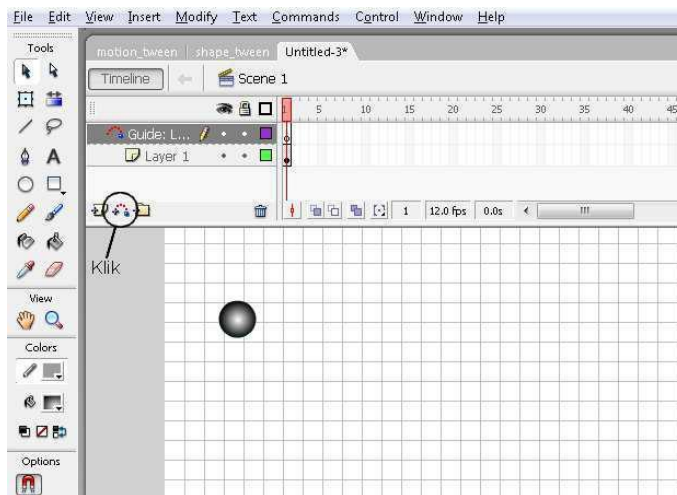 File Edit View Insert Modify Text Commands Control Window Help
Tools
motion_tween shape_tween Untitled-3*
Timeline Scene 1
1 5 10 15 20 25 30 35 40 45
Guide: L...
Layer 1
1 12.0 fps 0.0s
Klik
View
Colors
Options